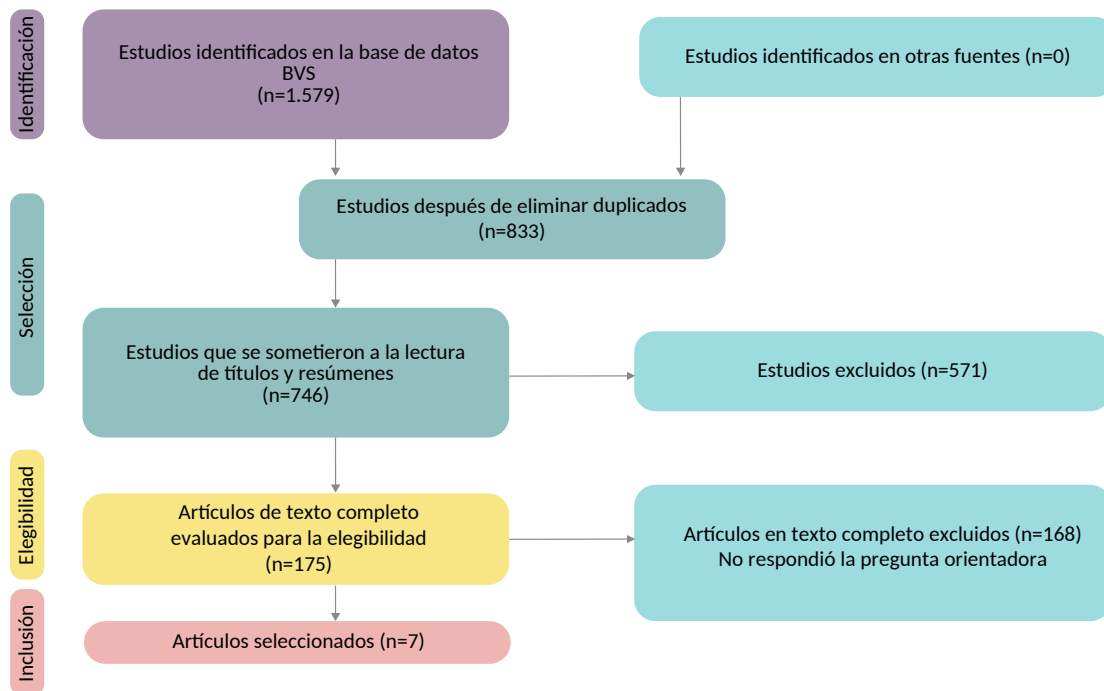 Identificación
Estudios identificados en la base de datos
BVS
(n=1.579)
Estudios identificados en otras fuentes (n=0)
Selección
Estudios después de eliminar duplicados
(n=833)
Estudios que se sometieron a la lectura
de títulos y resúmenes
(n=746)
Estudios excluidos (n=571)
Elegibilidad
Artículos de texto completo
evaluados para la elegibilidad
(n=175)
Artículos en texto completo excluidos (n=168)
No respondió la pregunta orientadora
Inclusión
Artículos seleccionados (n=7)